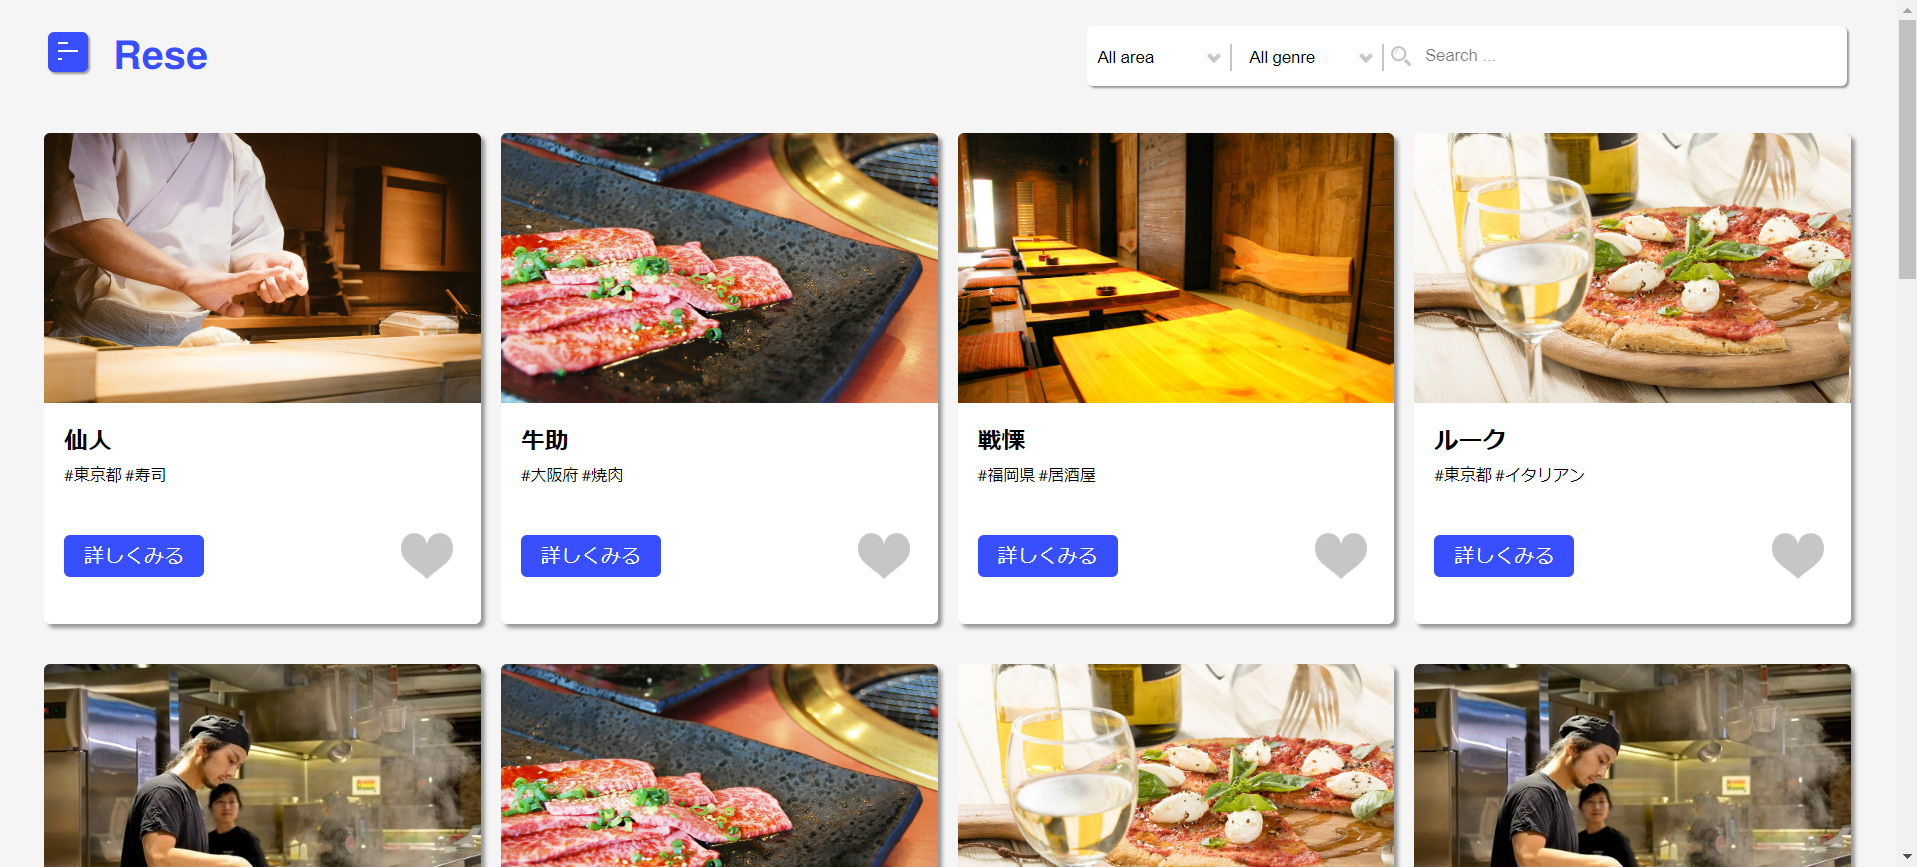 Rese
All area
All genre
Search ...
仙人
#東京都 #寿司
詳しくみる
牛助
#大阪府 #焼肉
詳しくみる
戦慄
#福岡県 #居酒屋
詳しくみる
ルーク
#東京都 #イタリアン
詳しくみる